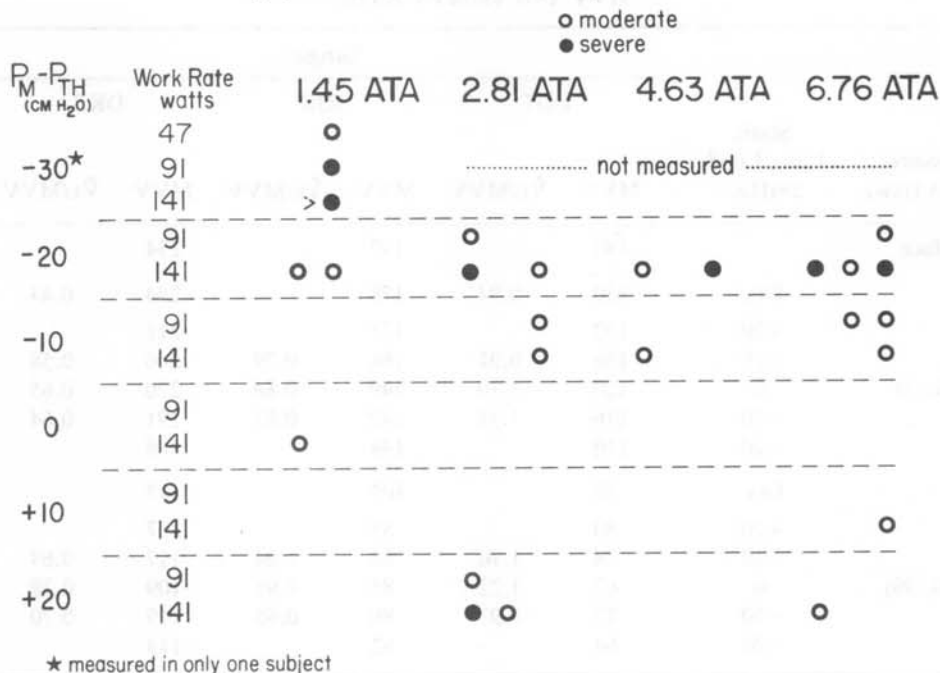 ○ moderate
● severe
P_M-P_TH (CM H₂O) Work Rate watts 1.45 ATA 2.81 ATA 4.63 ATA 6.76 ATA
47
-30★ 91 not measured
141 >
-20 91
141
-10 91
141
0 91
141
+10 91
141
+20 91
141
★ measured in only one subject